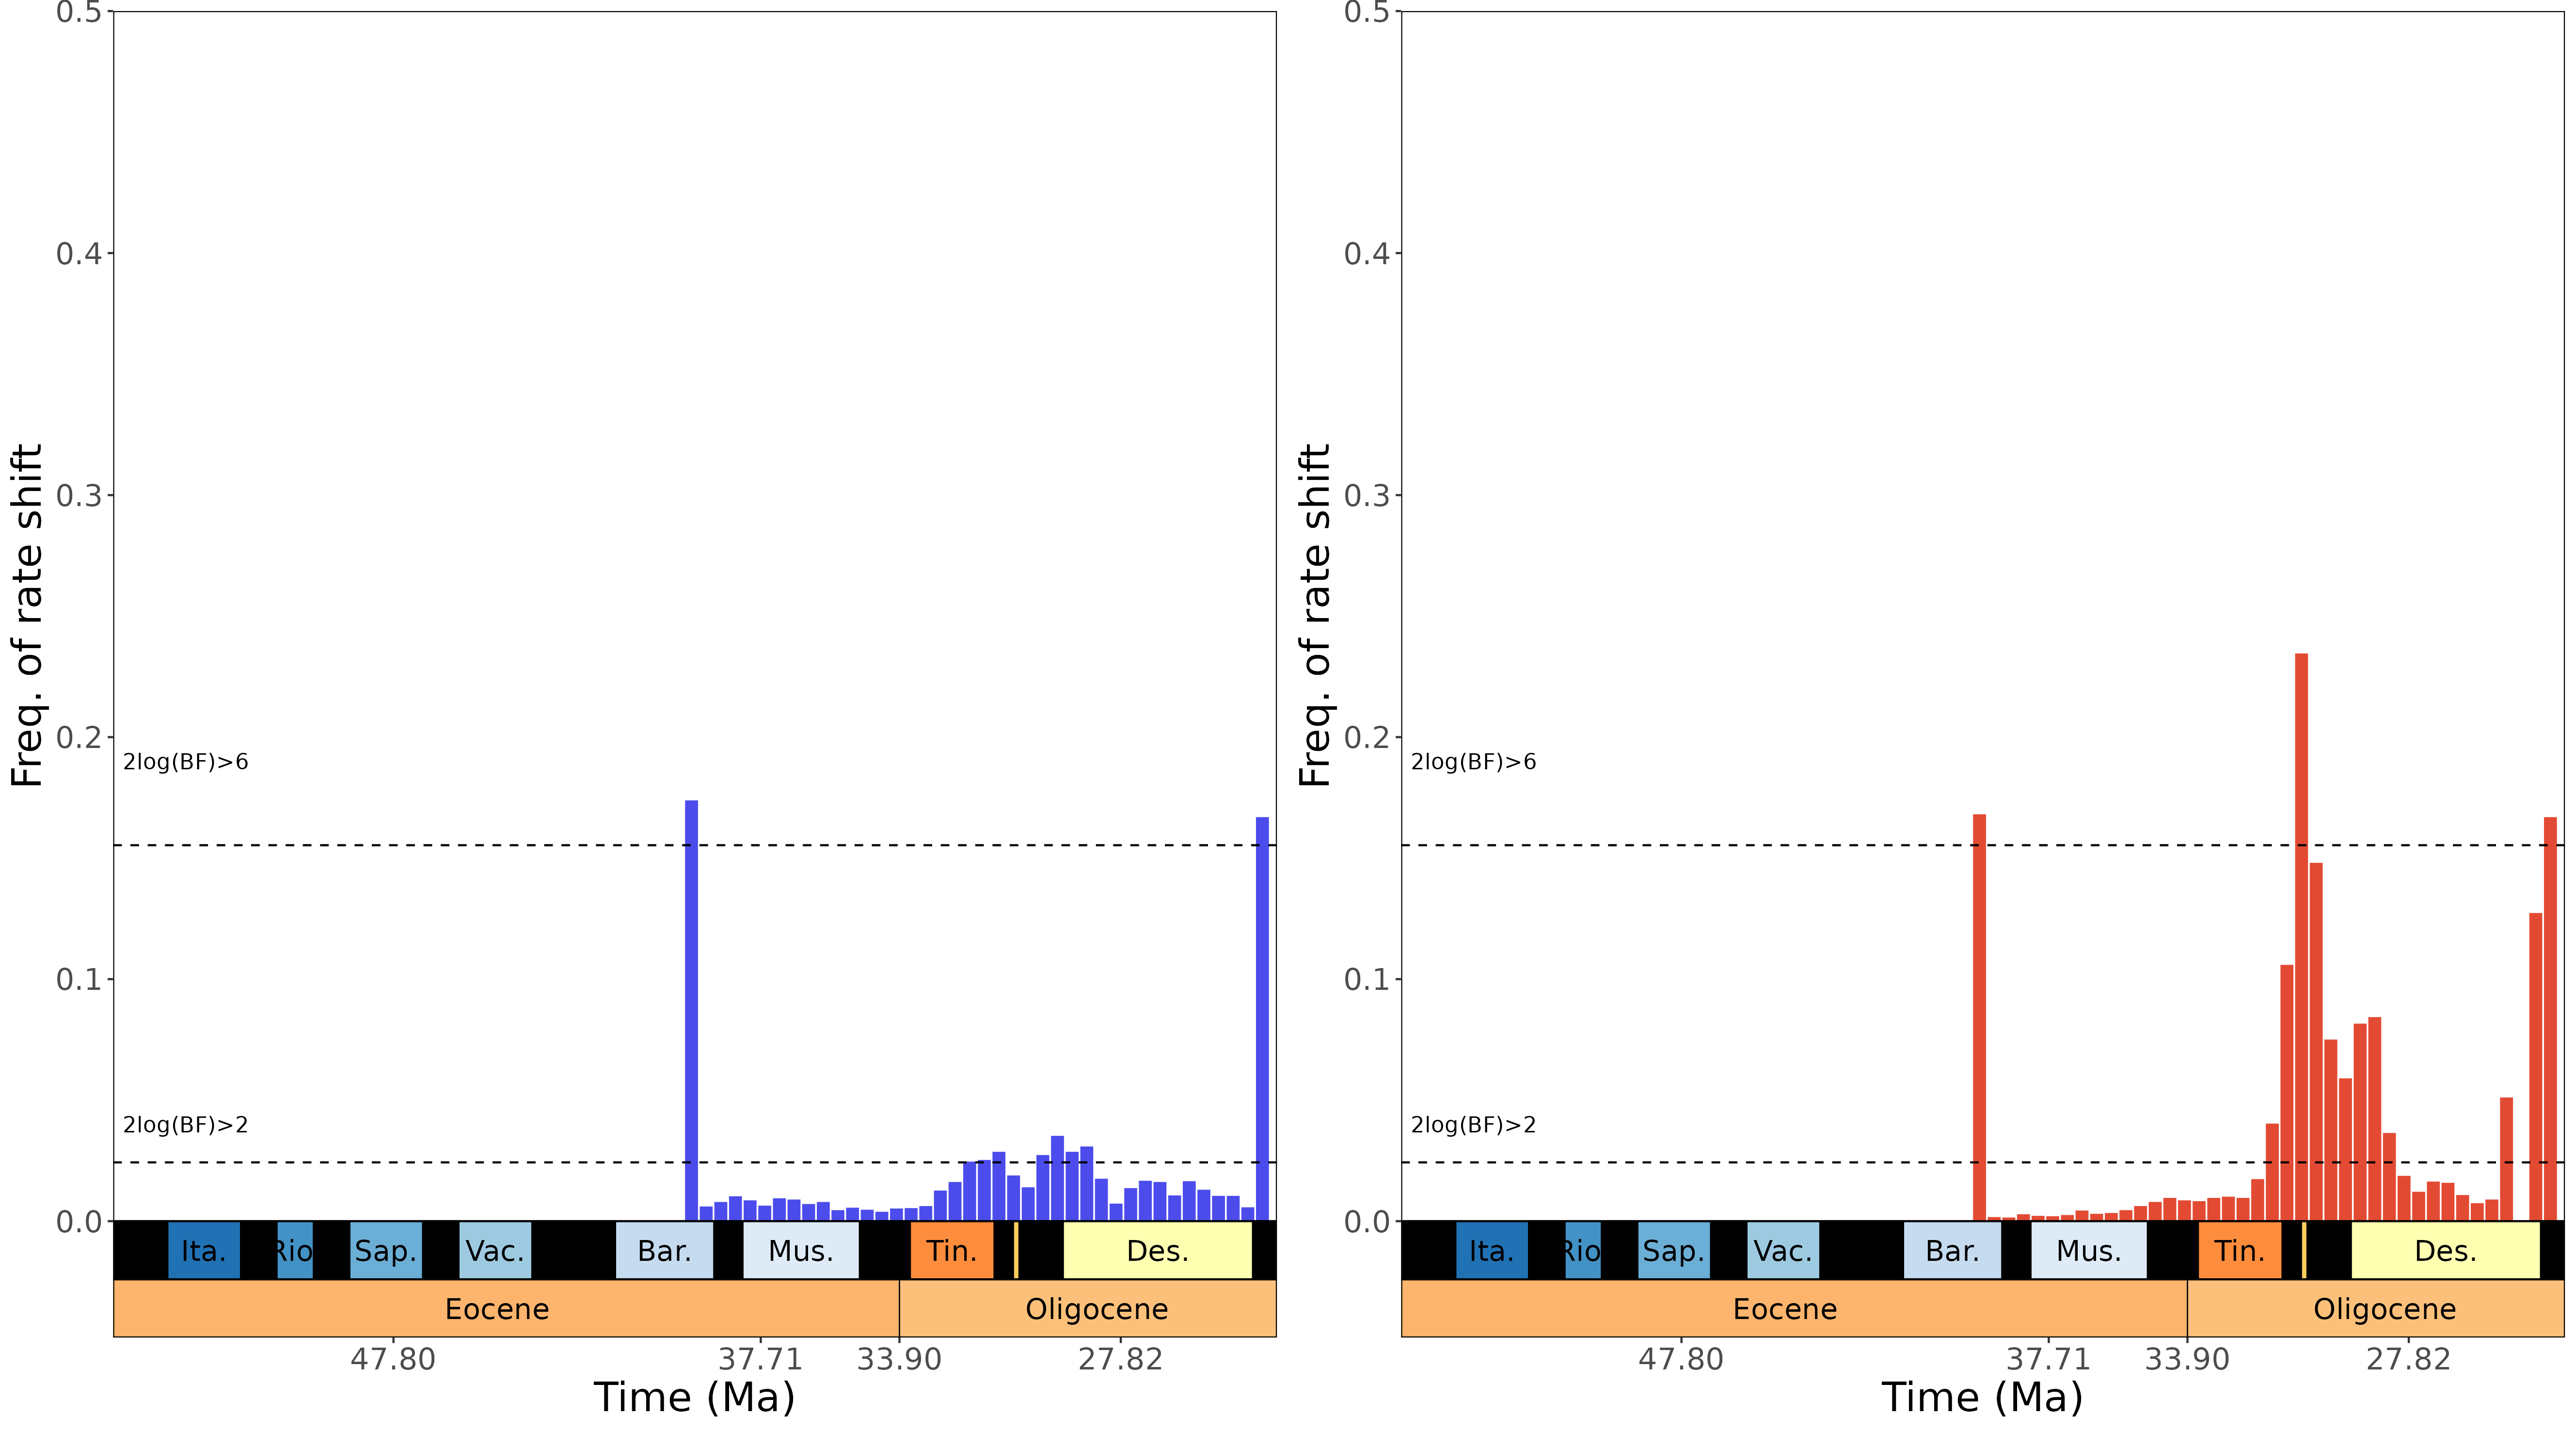 Freq. of rate shift
0.5
0.4
0.3
0.2
0.1
0.0
2log(BF)>6
2log(BF)>2
Ita. Rio Sap. Vac. Bar. Mus. Tin. Des.
Eocene Oligocene
47.80 37.71 33.90 27.82
Time (Ma)
Freq. of rate shift
0.5
0.4
0.3
0.2
0.1
0.0
2log(BF)>6
2log(BF)>2
Ita. Rio Sap. Vac. Bar. Mus. Tin. Des.
Eocene Oligocene
47.80 37.71 33.90 27.82
Time (Ma)